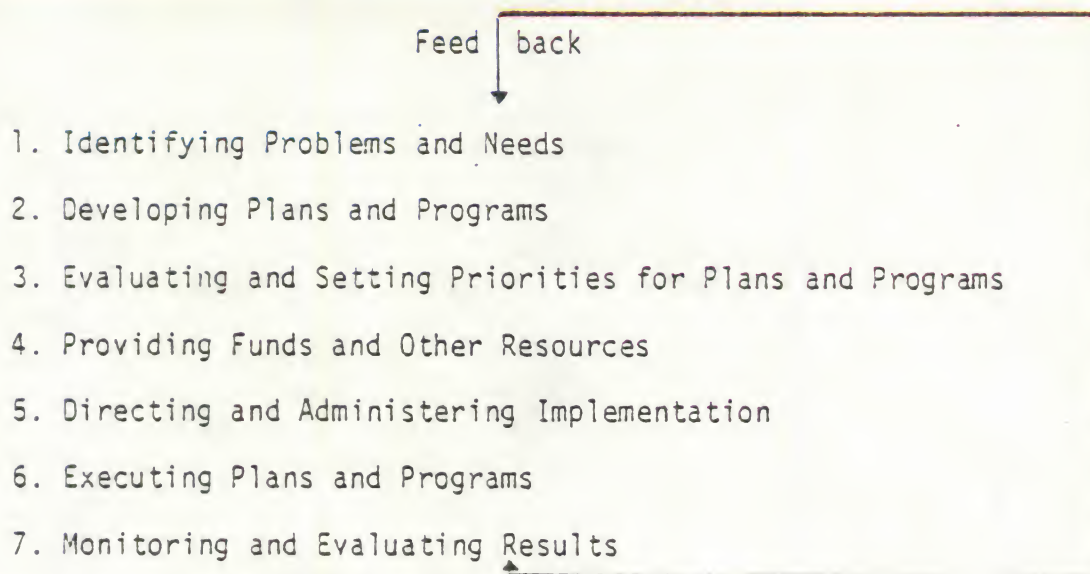 Feed back
1. Identifying Problems and Needs
2. Developing Plans and Programs
3. Evaluating and Setting Priorities for Plans and Programs
4. Providing Funds and Other Resources
5. Directing and Administering Implementation
6. Executing Plans and Programs
7. Monitoring and Evaluating Results